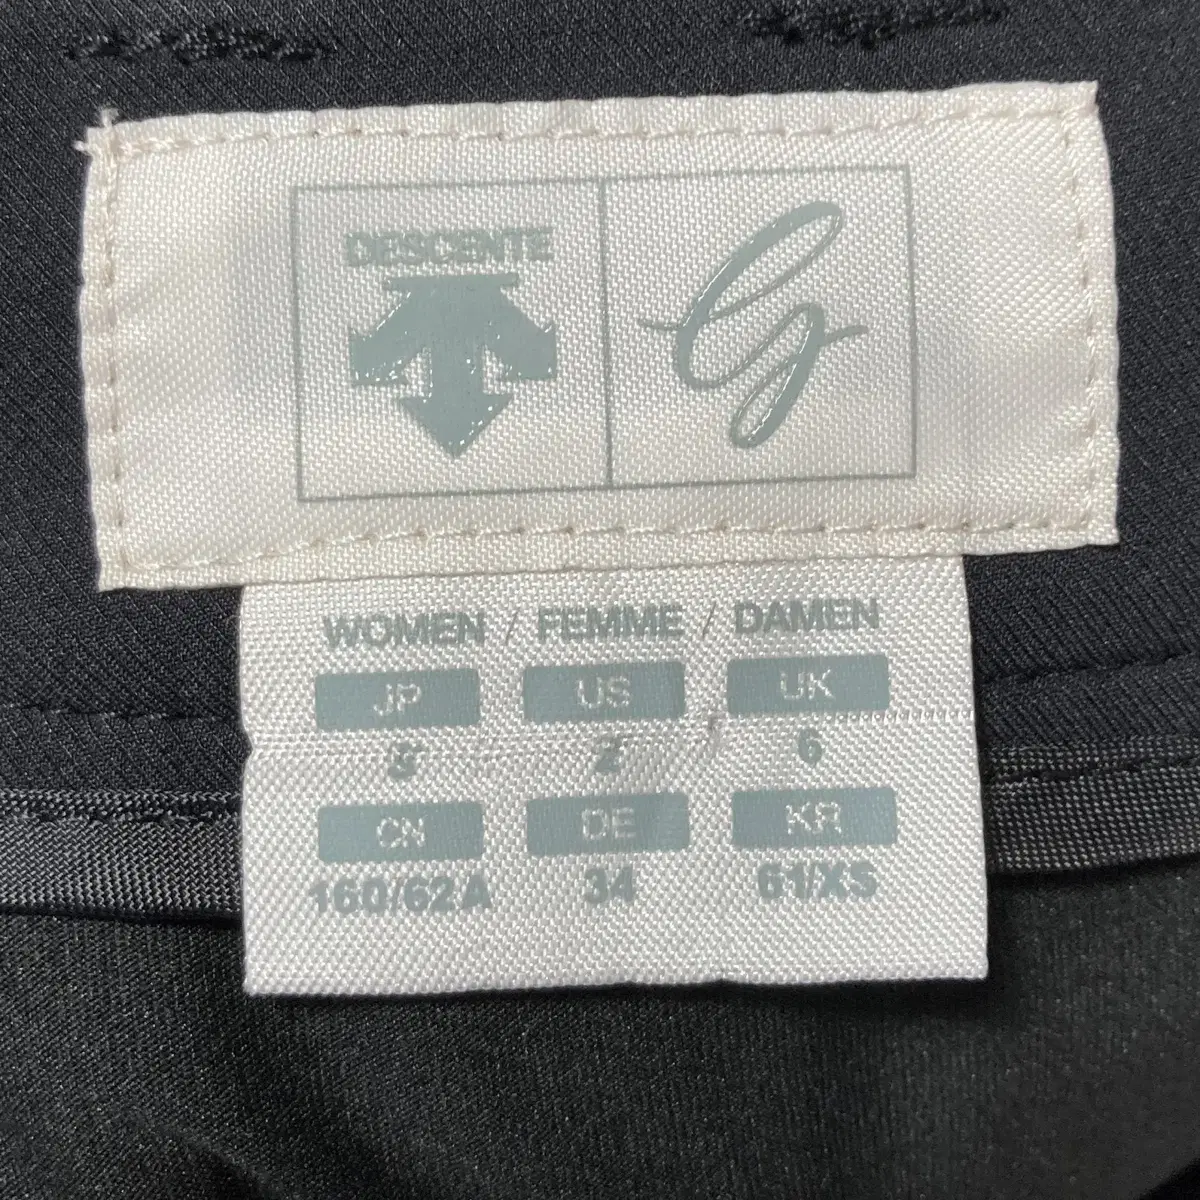 DESCENTE
G
WOMEN / FEMME / DAMEN
JP US UK
S 2 6
CN DE KR
160/62A 34 61/XS